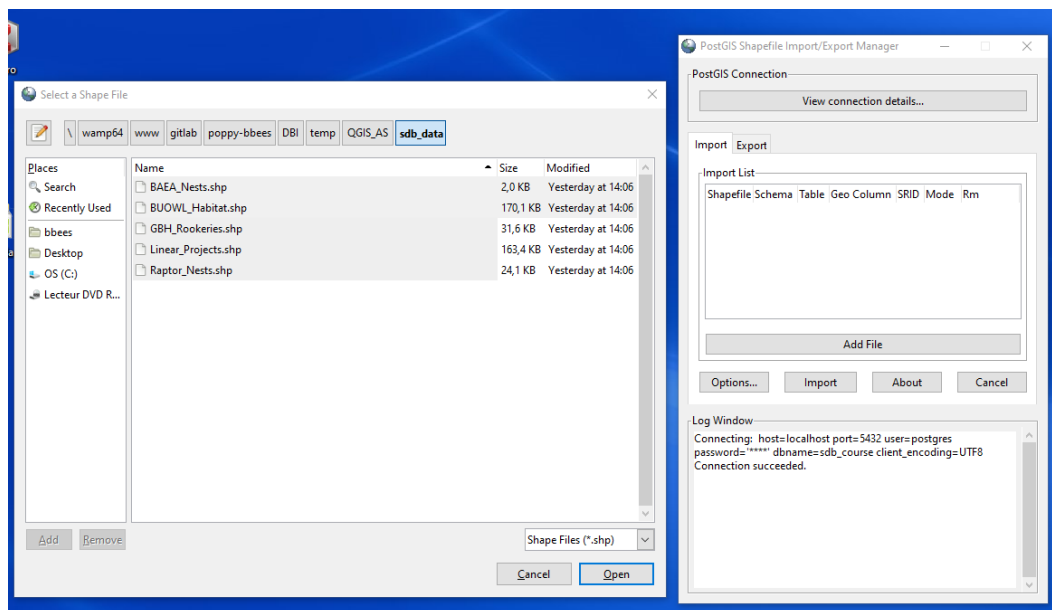 ro
Select a Shape File
\ wamp64 www gitlab poppy-bbees DBI temp QGIS_AS sdb_data
Places
Search
Recently Used
bbees
Desktop
OS (C:)
Lecteur DVD R...
Name Size Modified
BAEA_Nests.shp 2,0 KB Yesterday at 14:06
BUOWL_Habitat.shp 170,1 KB Yesterday at 14:06
GBH_Rookeries.shp 31,6 KB Yesterday at 14:06
Linear_Projects.shp 163,4 KB Yesterday at 14:06
Raptor_Nests.shp 24,1 KB Yesterday at 14:06
Add Remove
Shape Files (*.shp)
Cancel Open
PostGIS Shapefile Import/Export Manager
PostGIS Connection
View connection details...
Import Export
Import List
Shapefile Schema Table Geo Column SRID Mode Rm
Add File
Options... Import About Cancel
Log Window
Connecting: host=localhost port=5432 user=postgres
password='****' dbname=sdb_course client_encoding=UTF8
Connection succeeded.